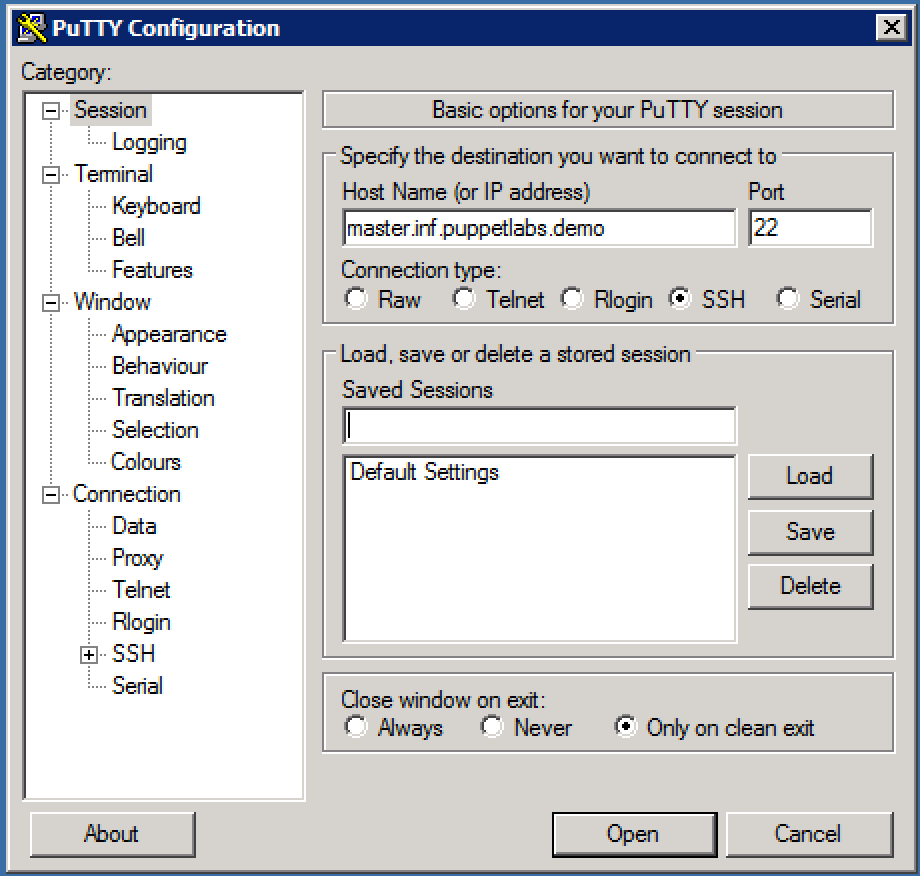 PuTTY Configuration
Category:
Session
Logging
Terminal
Keyboard
Bell
Features
Window
Appearance
Behaviour
Translation
Selection
Colours
Connection
Data
Proxy
Telnet
Rlogin
SSH
Serial
Basic options for your PuTTY session
Specify the destination you want to connect to
Host Name (or IP address) Port
master.inf.puppetlabs.demo 22
Connection type:
Raw Telnet Rlogin SSH Serial
Load, save or delete a stored session
Saved Sessions
Default Settings
Load
Save
Delete
Close window on exit:
Always Never Only on clean exit
About Open Cancel